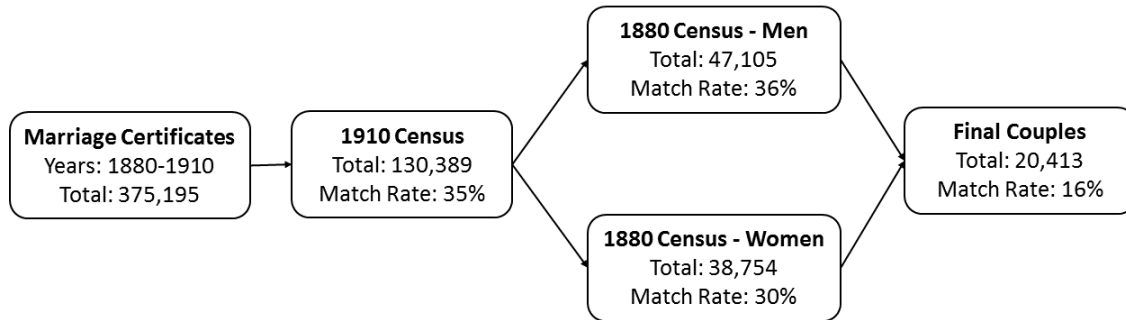 Marriage Certificates
Years: 1880-1910
Total: 375,195
1910 Census
Total: 130,389
Match Rate: 35%
1880 Census - Men
Total: 47,105
Match Rate: 36%
1880 Census - Women
Total: 38,754
Match Rate: 30%
Final Couples
Total: 20,413
Match Rate: 16%